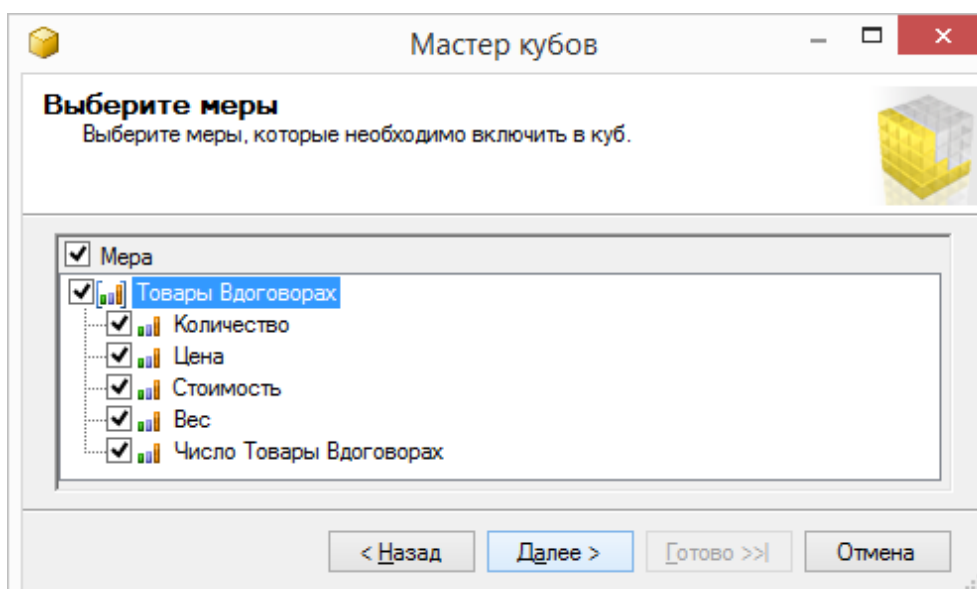 Мастер кубов
Выберите меры
Выберите меры, которые необходимо включить в куб.
Мера
Товары Вдоговорах
Количество
Цена
Стоимость
Вес
Число Товары Вдоговорах
< Назад Далее > Готово >>| Отмена